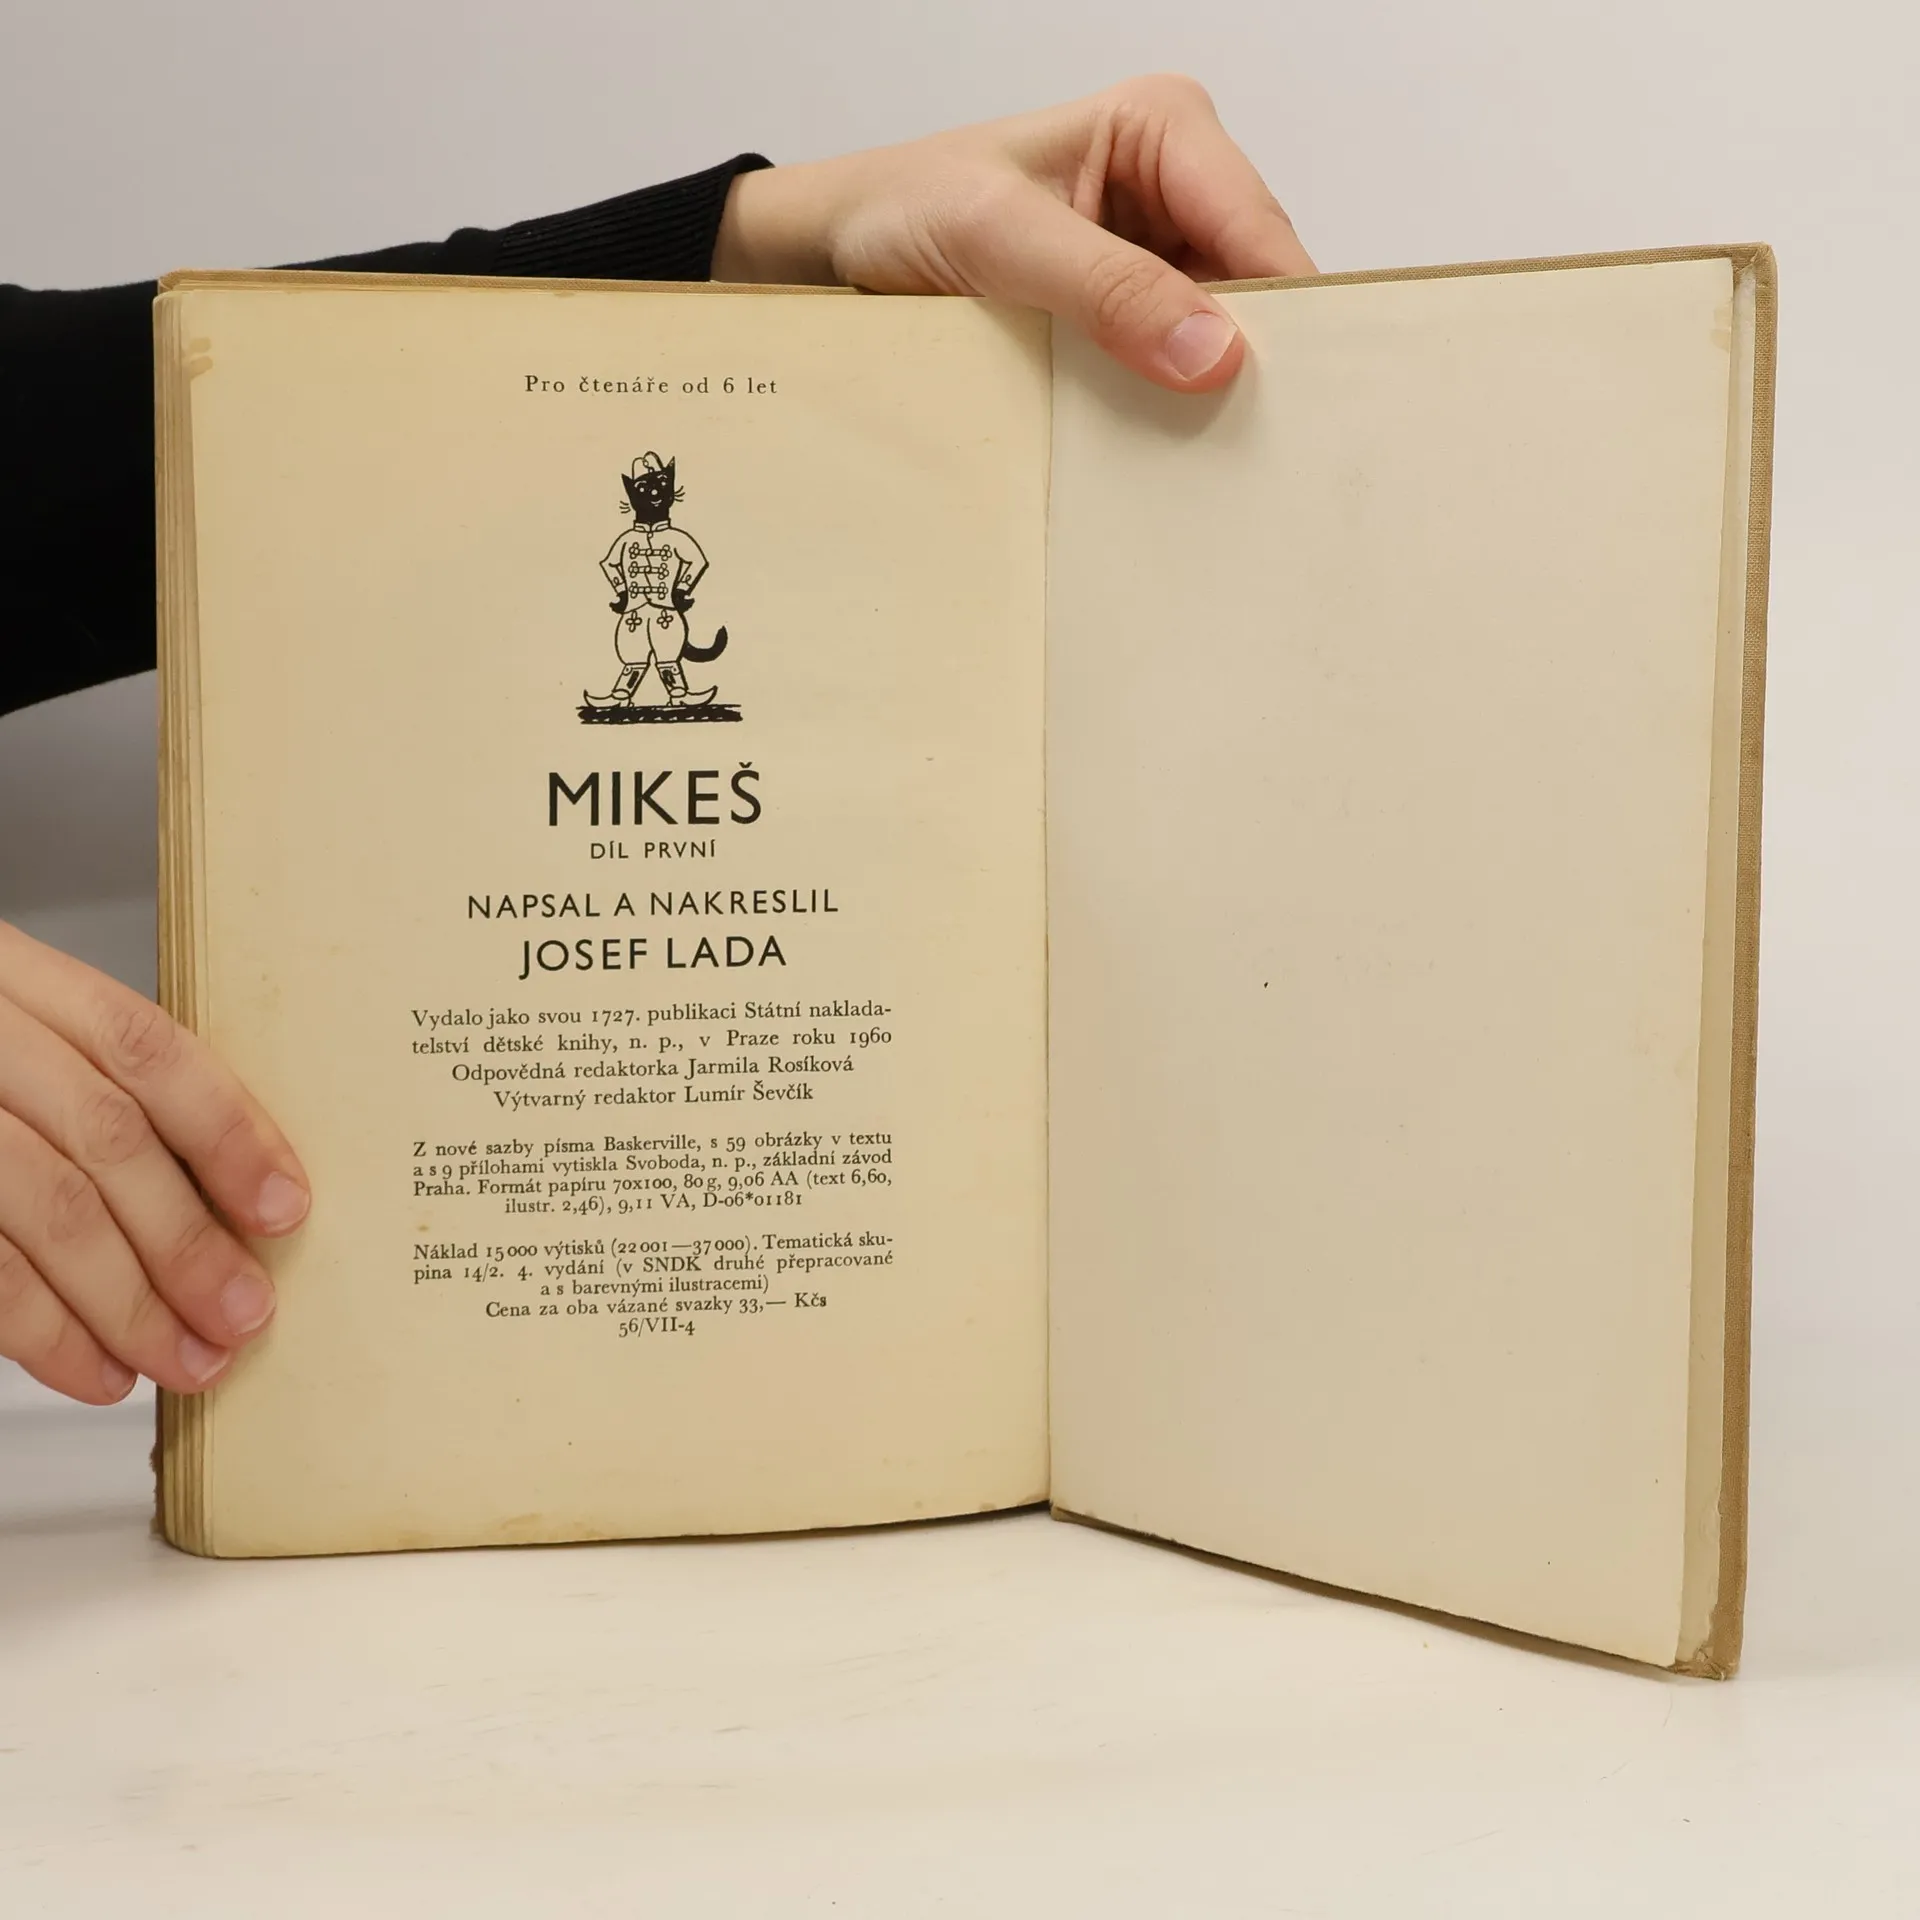 Pro čtenáře od 6 let
MIKEŠ
DÍL PRVNÍ
NAPSAL A NAKRESLIL
JOSEF LADA
Vydalo jako svou 1727. publikaci Státní naklada-
telství dětské knihy, n. p., v Praze roku 1960
Odpovědná redaktorka Jarmila Rosíková
Výtvarný redaktor Lumír Ševčík
Z nové sazby písma Baskerville, s 59 obrázky v textu
a s 9 přílohami vytiskla Svoboda, n. p., základní závod
Praha. Formát papíru 70x100, 80 g, 9,06 AA (text 6,60,
ilustr. 2,46), 9,11 VA, D-06*01181
Náklad 15 000 výtisků (22 001—37 000). Tematická sku-
pina 14/2. 4. vydání (v SNDK druhé přepracované
a s barevnými ilustracemi)
Cena za oba vázané svazky 33,— Kčs
56/VII-4